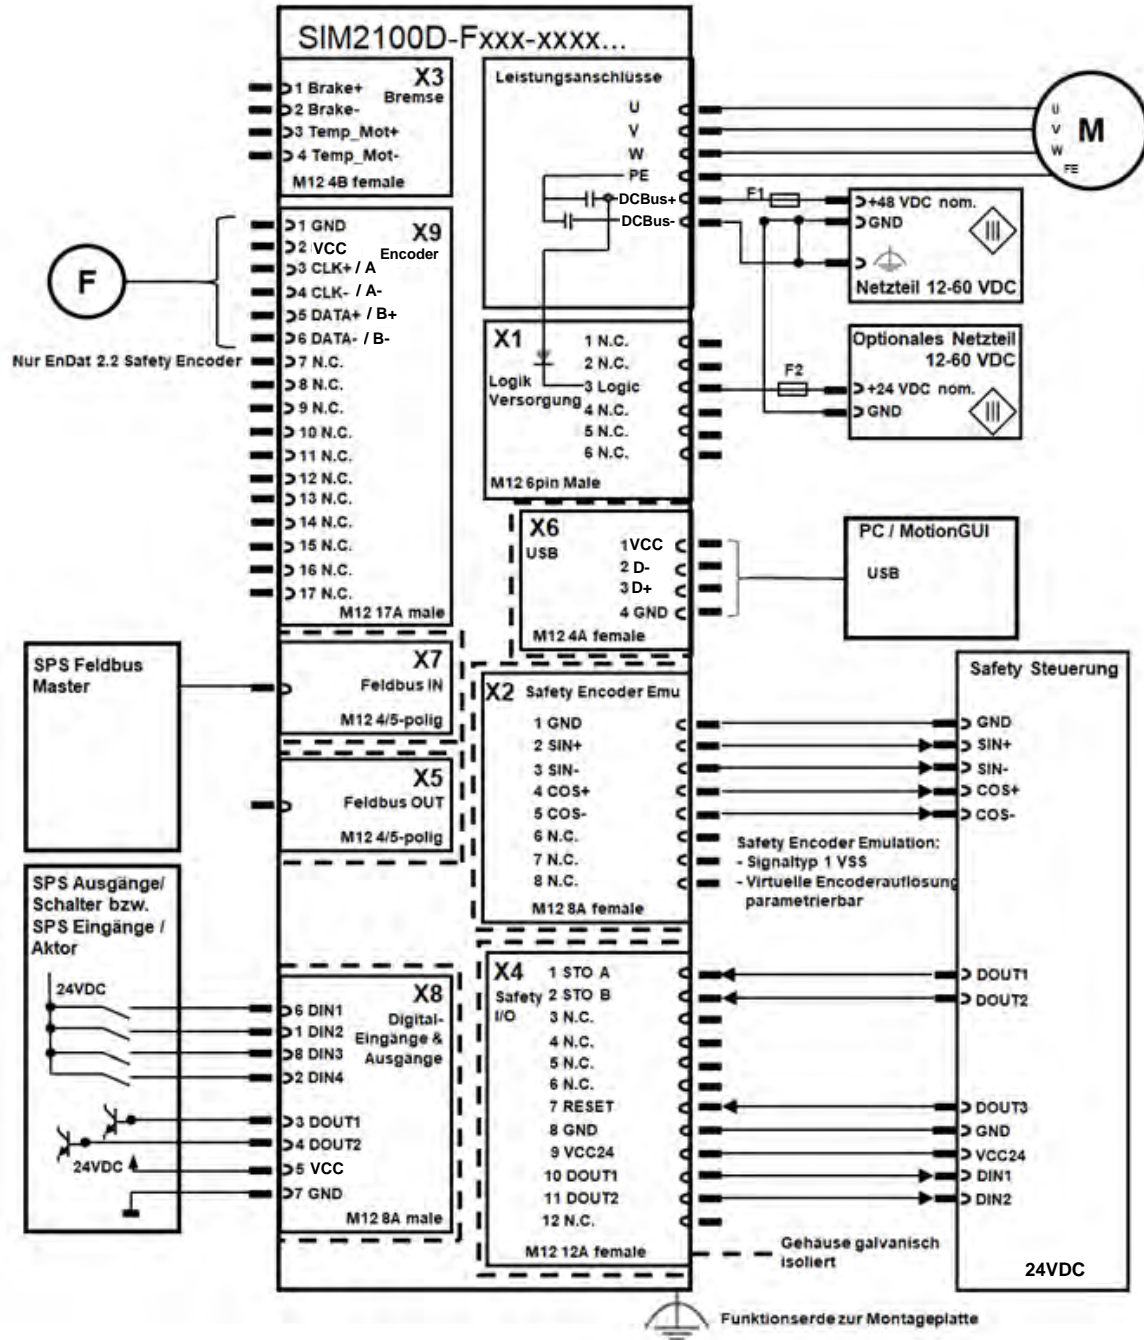 SIM2100D-Fxxx-xxxx...
X3
Bremse
1 Brake+
2 Brake-
3 Temp_Mot+
4 Temp_Mot-
M12 4B female
X9
Encoder
1 GND
2 VCC
3 CLK+ / A
4 CLK- / A-
5 DATA+ / B+
6 DATA- / B-
7 N.C.
8 N.C.
9 N.C.
10 N.C.
11 N.C.
12 N.C.
13 N.C.
14 N.C.
15 N.C.
16 N.C.
17 N.C.
M12 17A male
F
Nur EnDat 2.2 Safety Encoder
SPS Feldbus
Master
X7
Feldbus IN
M12 4/5-polig
X5
Feldbus OUT
M12 4/5-polig
SPS Ausgänge/
Schalter bzw.
SPS Eingänge /
Aktor
24VDC
24VDC
X8
Digital-
Eingänge &
Ausgänge
6 DIN1
1 DIN2
8 DIN3
2 DIN4
3 DOUT1
4 DOUT2
5 VCC
7 GND
M12 8A male
Leistungsanschlüsse
U
V
W
PE
DCBus+
DCBus-
U
V
W
FE
M
F1
+48 VDC nom.
GND
Netzteil 12-60 VDC
X1
Logik
Versorgung
1 N.C.
2 N.C.
3 Logic
4 N.C.
5 N.C.
6 N.C.
M12 6pin Male
F2
Optionales Netzteil
12-60 VDC
+24 VDC nom.
GND
X6
USB
1 VCC
2 D-
3 D+
4 GND
M12 4A female
PC / MotionGUI
USB
X2 Safety Encoder Emu
1 GND
2 SIN+
3 SIN-
4 COS+
5 COS-
6 N.C.
7 N.C.
8 N.C.
M12 8A female
Safety Encoder Emulation:
- Signaltyp 1 VSS
- Virtuelle Encoderauflösung
parametrierbar
Safety Steuerung
GND
SIN+
SIN-
COS+
COS-
X4
Safety
I/O
1 STO A
2 STO B
3 N.C.
4 N.C.
5 N.C.
6 N.C.
7 RESET
8 GND
9 VCC24
10 DOUT1
11 DOUT2
12 N.C.
M12 12A female
DOUT1
DOUT2
DOUT3
GND
VCC24
DIN1
DIN2
24VDC
Gehäuse galvanisch
isoliert
Funktionserde zur Montageplatte